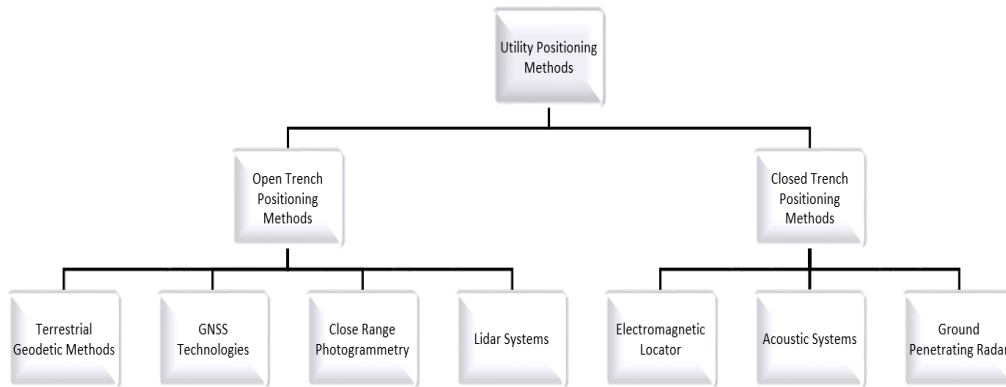 Utility Positioning
Methods
Open Trench
Positioning
Methods
Closed Trench
Positioning
Methods
Terrestrial
Geodetic Methods
GNSS
Technologies
Close Range
Photogrammetry
Lidar Systems
Electromagnetic
Locator
Acoustic Systems
Ground
Penetrating Radar